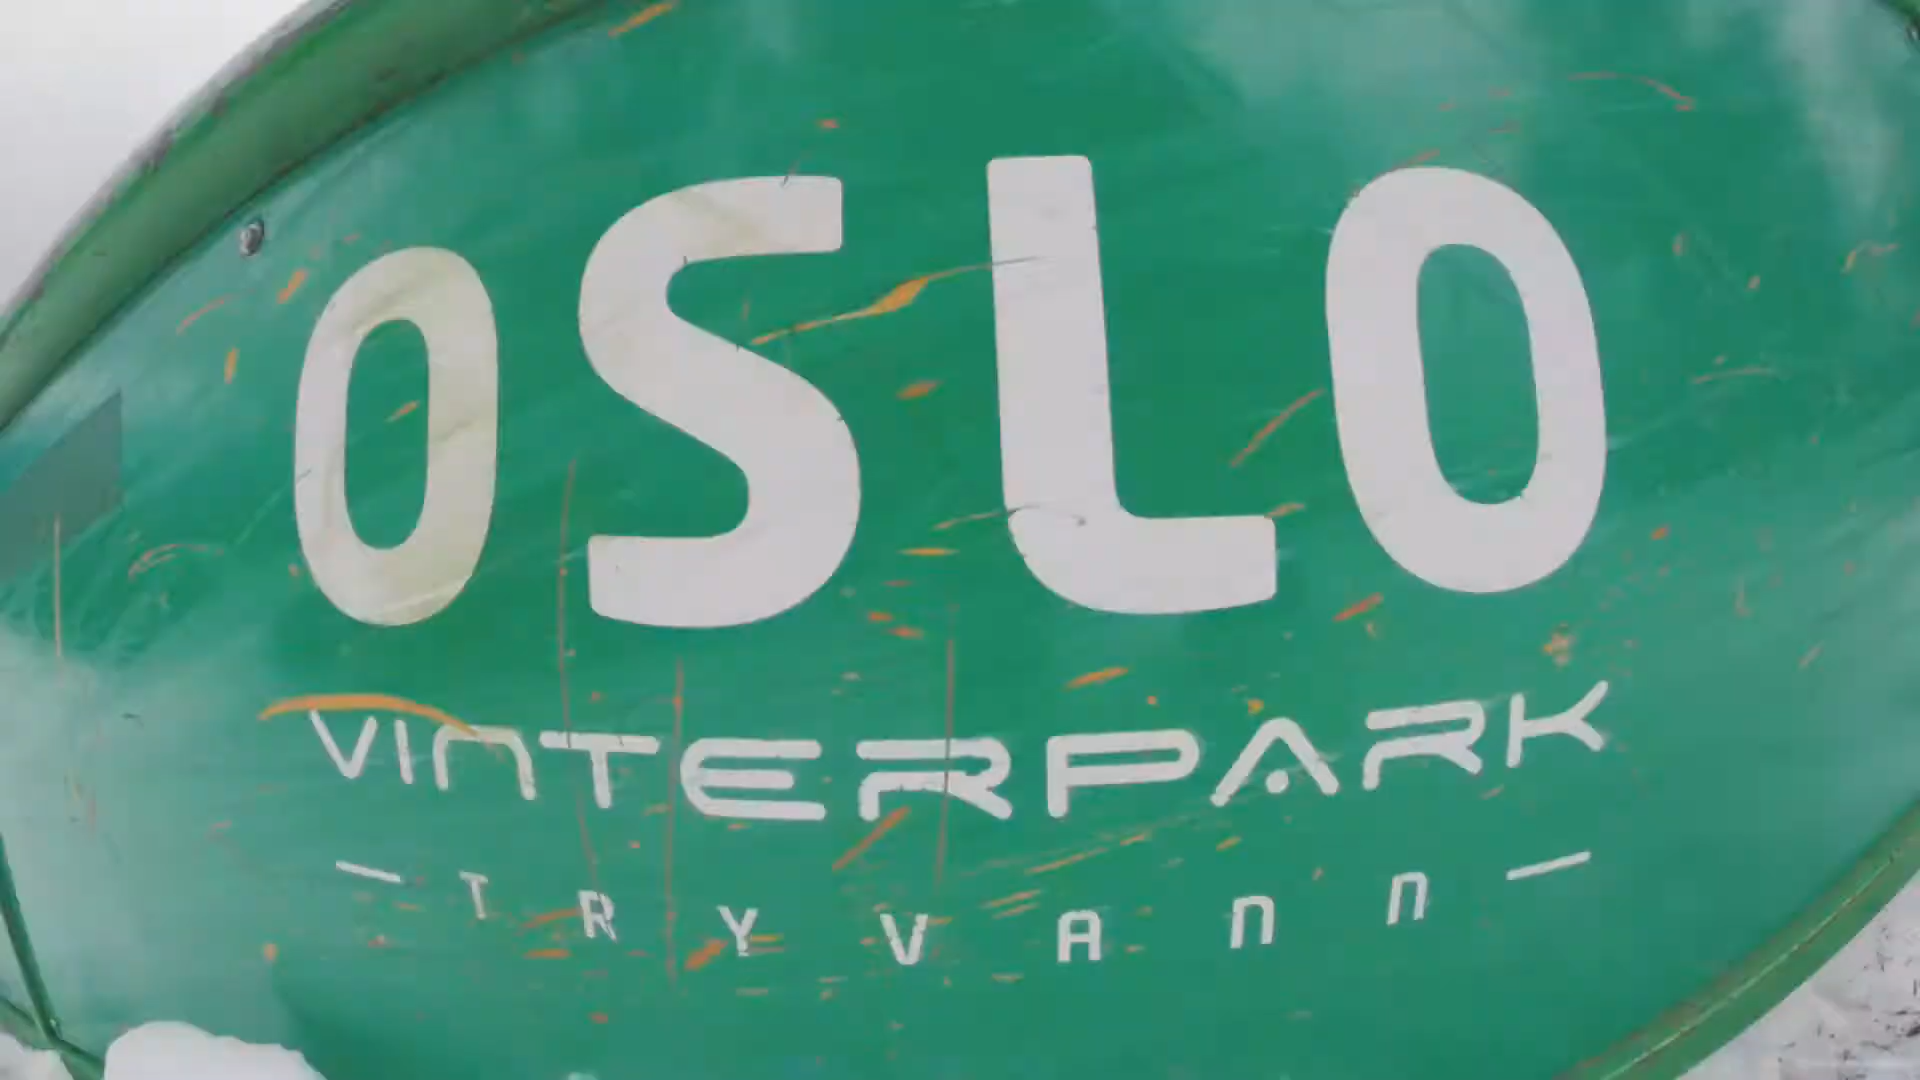 OSLO
VINTERPARK
— TRYVANN —